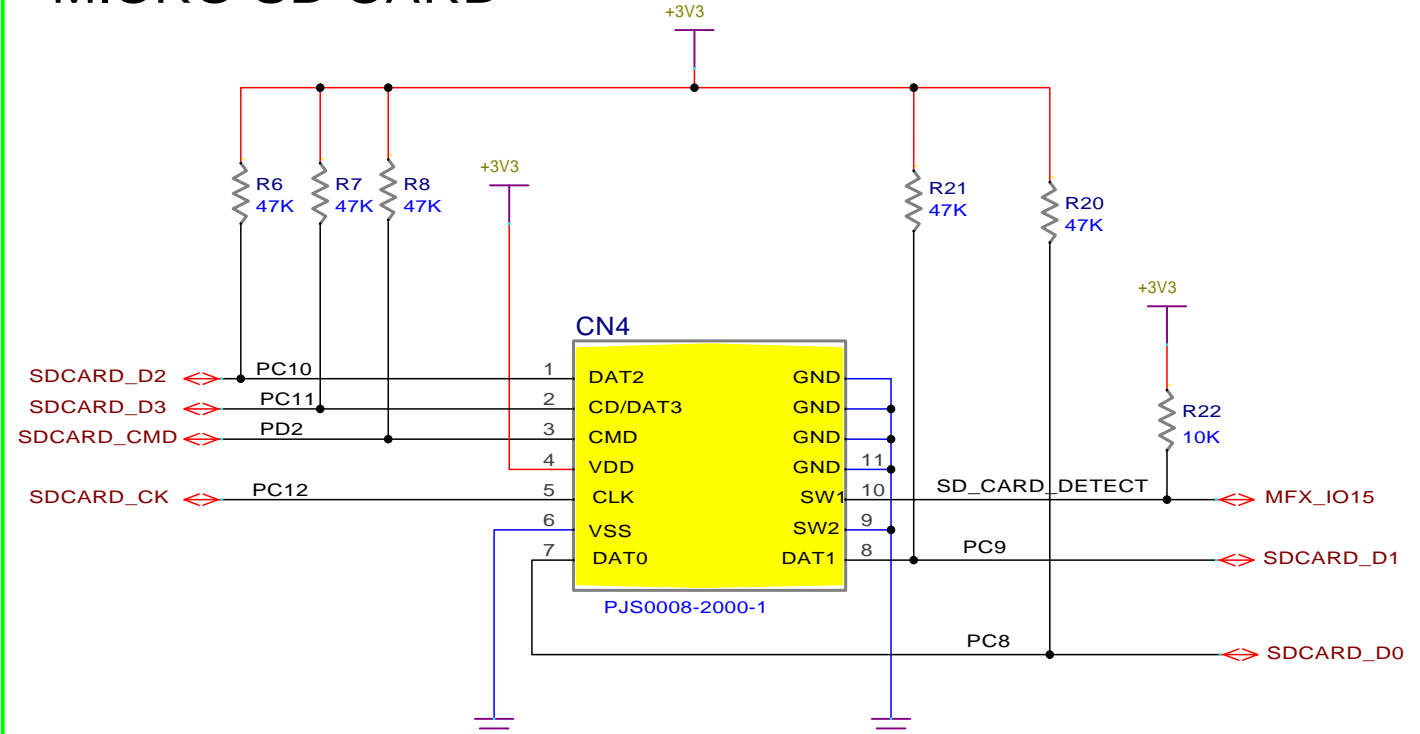 MICRO SD CARD
+3V3
+3V3
R6
47K
R7
47K
R8
47K
R21
47K
R20
47K
+3V3
R22
10K
CN4
SDCARD_D2
PC10
1
DAT2
GND
SDCARD_D3
PC11
2
CD/DAT3
GND
SDCARD_CMD
PD2
3
CMD
GND
4
VDD
GND
11
SDCARD_CK
PC12
5
CLK
SW1
10
SD_CARD_DETECT
MFX_IO15
6
VSS
SW2
9
7
DAT0
DAT1
8
PC9
SDCARD_D1
PJS0008-2000-1
PC8
SDCARD_D0